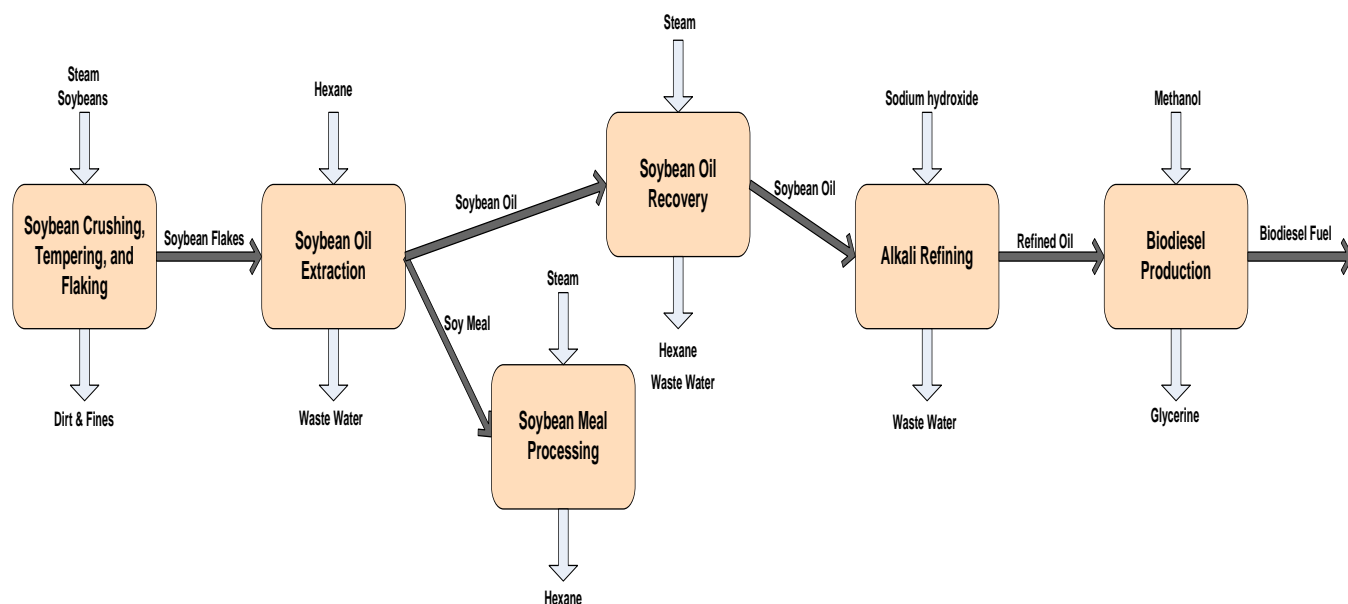 Steam
Steam
Soybeans
Hexane
Sodium hydroxide
Methanol
Soybean Crushing,
Tempering, and
Flaking
Soybean Flakes
Soybean Oil
Extraction
Soybean Oil
Soybean Oil
Recovery
Soybean Oil
Alkali Refining
Refined Oil
Biodiesel
Production
Biodiesel Fuel
Soy Meal
Steam
Hexane
Waste Water
Dirt & Fines
Waste Water
Soybean Meal
Processing
Waste Water
Glycerine
Hexane